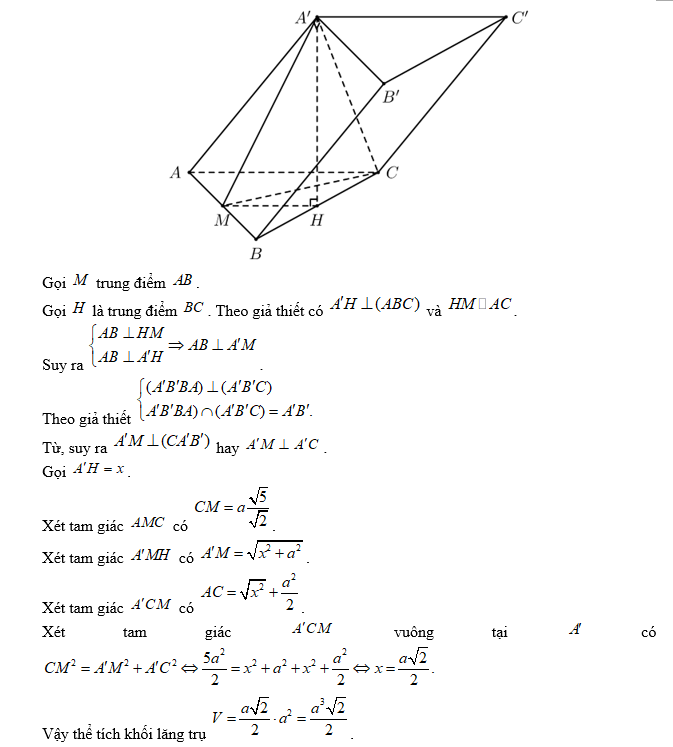 A′ C′
B′
A C
M H
B
Gọi M trung điểm AB .
Gọi H là trung điểm BC . Theo giả thiết có A′H ⊥ (ABC) và HM □ AC .
Suy ra { AB ⊥ HM
AB ⊥ A′H ⇒ AB ⊥ A′M .
Theo giả thiết { (A′B′BA) ⊥ (A′B′C)
(A′B′BA) ∩ (A′B′C) = A′B′.
Từ, suy ra A′M ⊥ (CA′B′) hay A′M ⊥ A′C .
Gọi A′H = x .
Xét tam giác AMC có CM = a √5/√2 .
Xét tam giác A′MH có A′M = √(x² + a²) .
Xét tam giác A′CM có AC = √(x²) + a²/2 .
Xét tam giác A′CM vuông tại A′ có
CM² = A′M² + A′C² ⇔ 5a²/2 = x² + a² + x² + a²/2 ⇔ x = a√2/2 .
Vậy thể tích khối lăng trụ V = a√2/2 · a² = a³√2/2 .